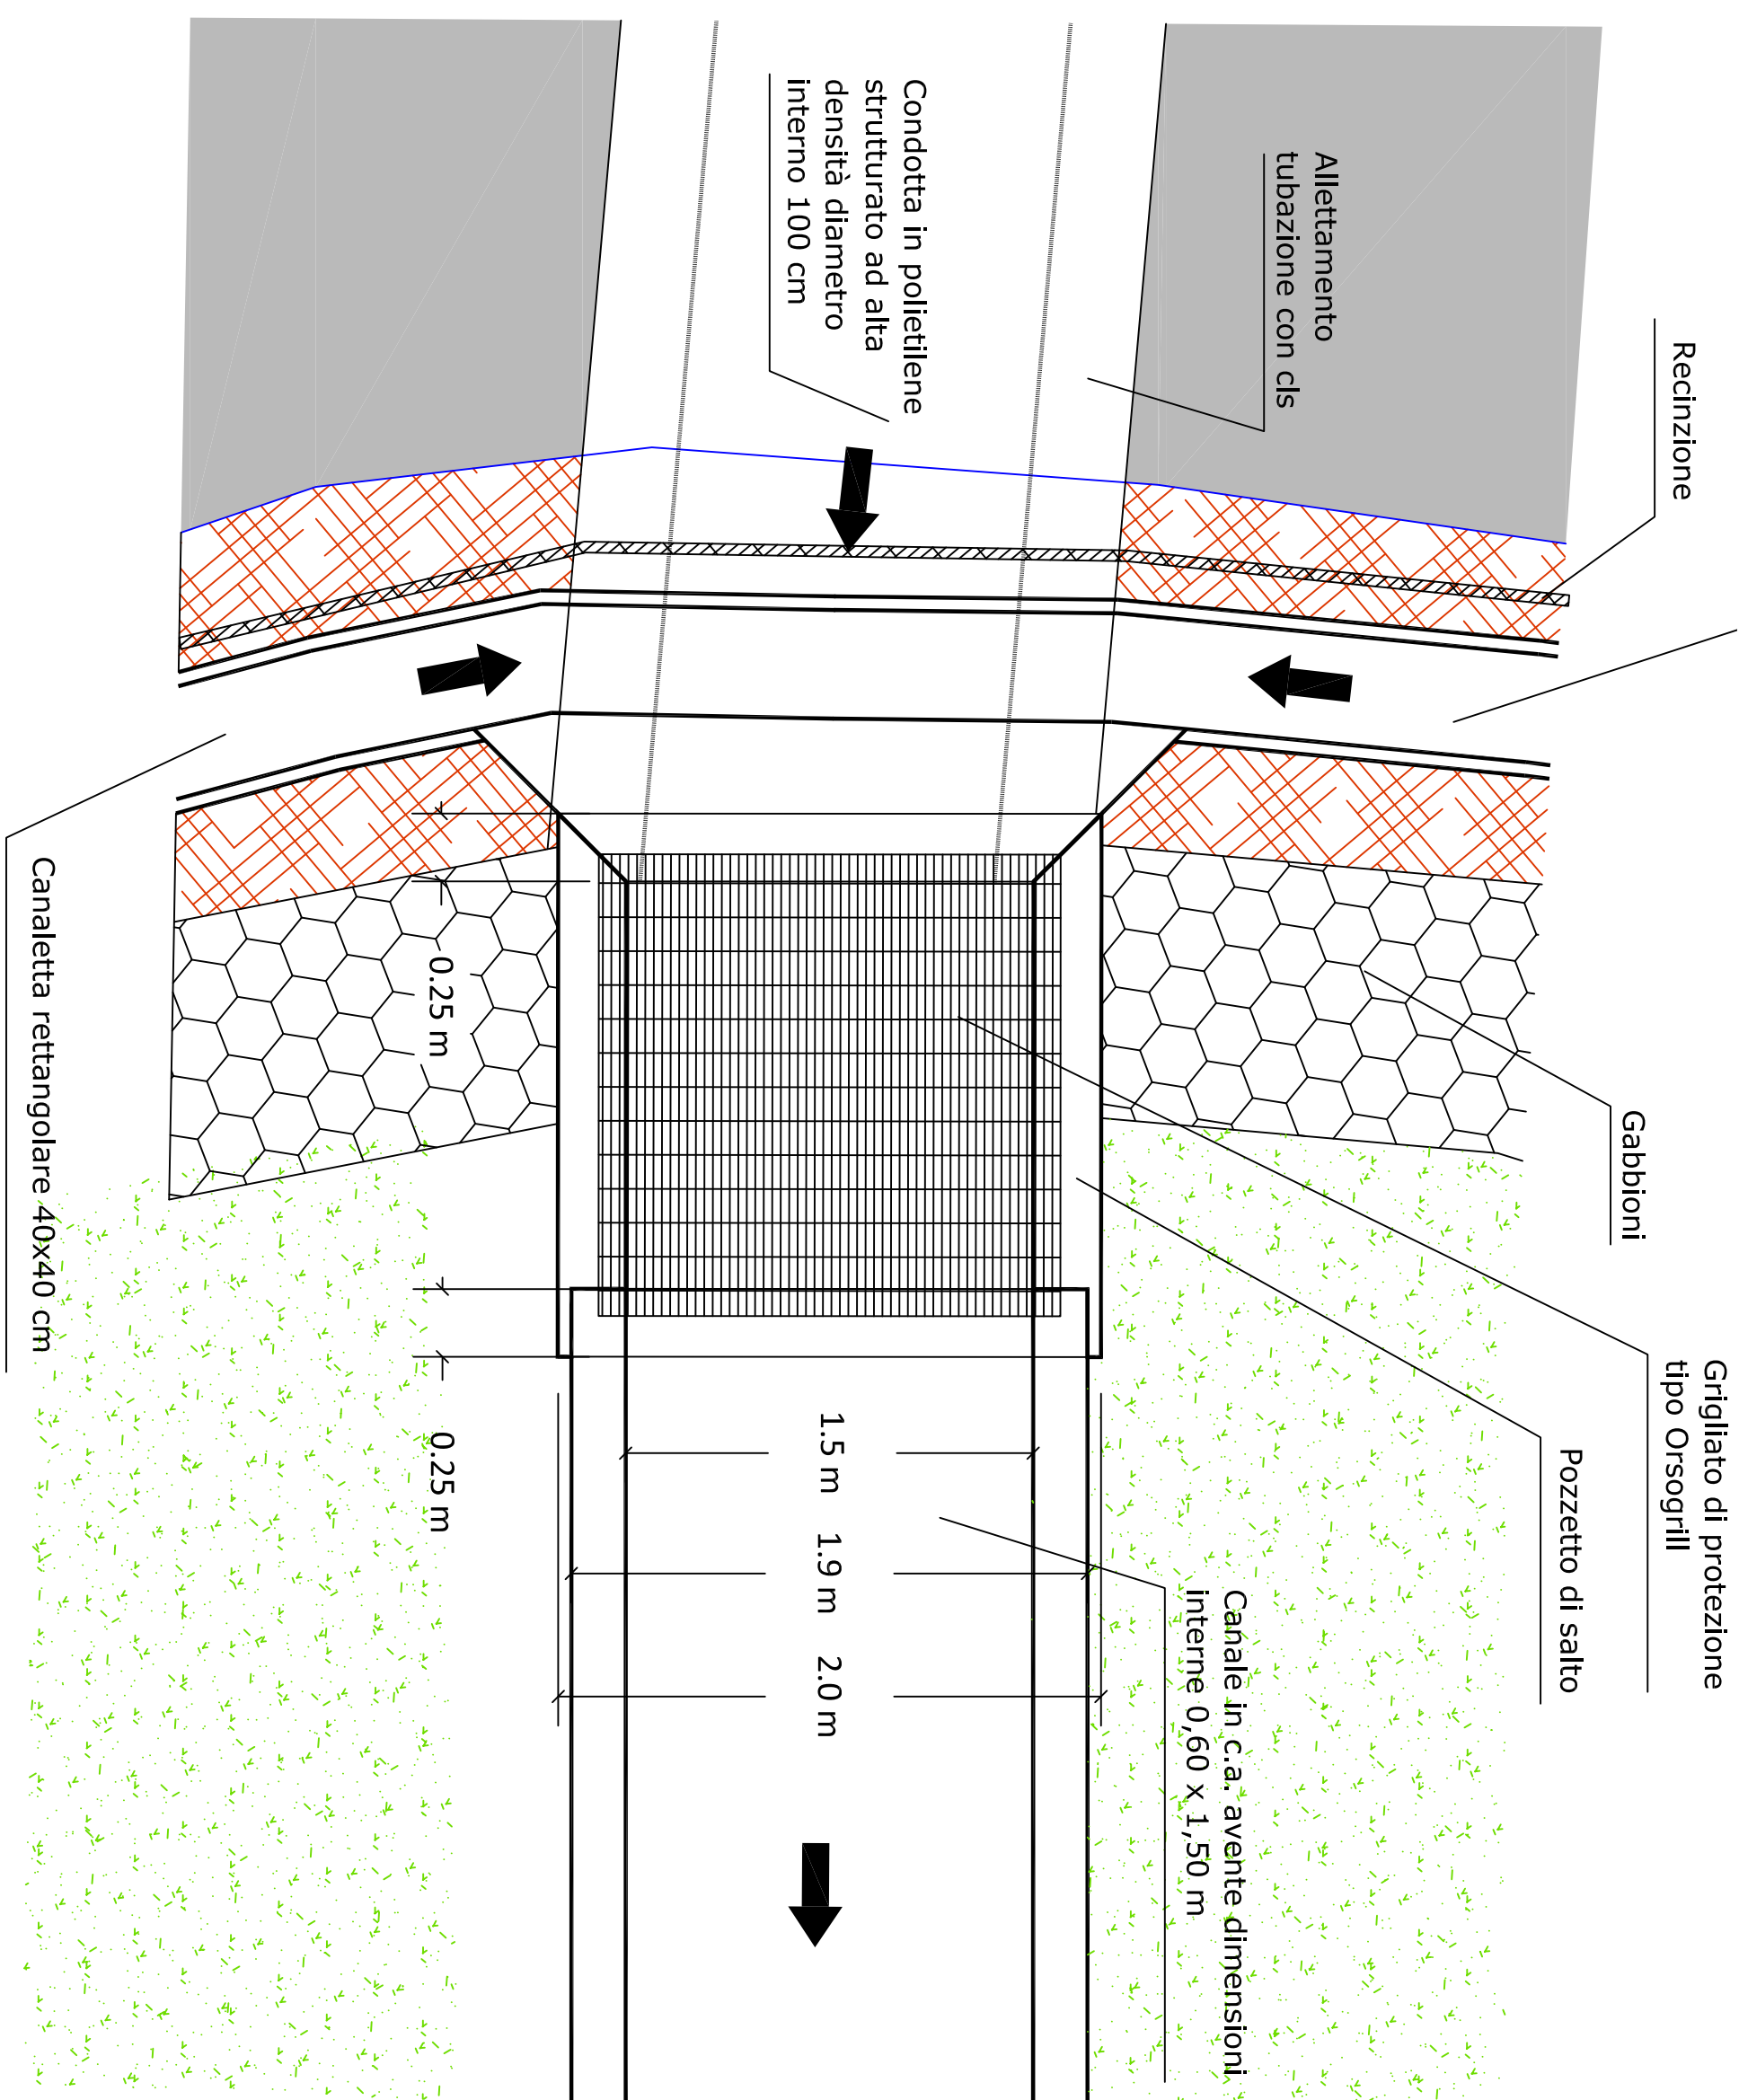 Recinzione
Allettamento
tubazione con cls
Condotta in polietilene
strutturato ad alta
densità diametro
interno 100 cm
Gabbioni
Grigliato di protezione
tipo Orsogrill
Pozzetto di salto
Canale in c.a. avente dimensioni
interne 0,60 x 1,50 m
1.5 m
1.9 m
2.0 m
0.25 m
0.25 m
Canaletta rettangolare 40x40 cm